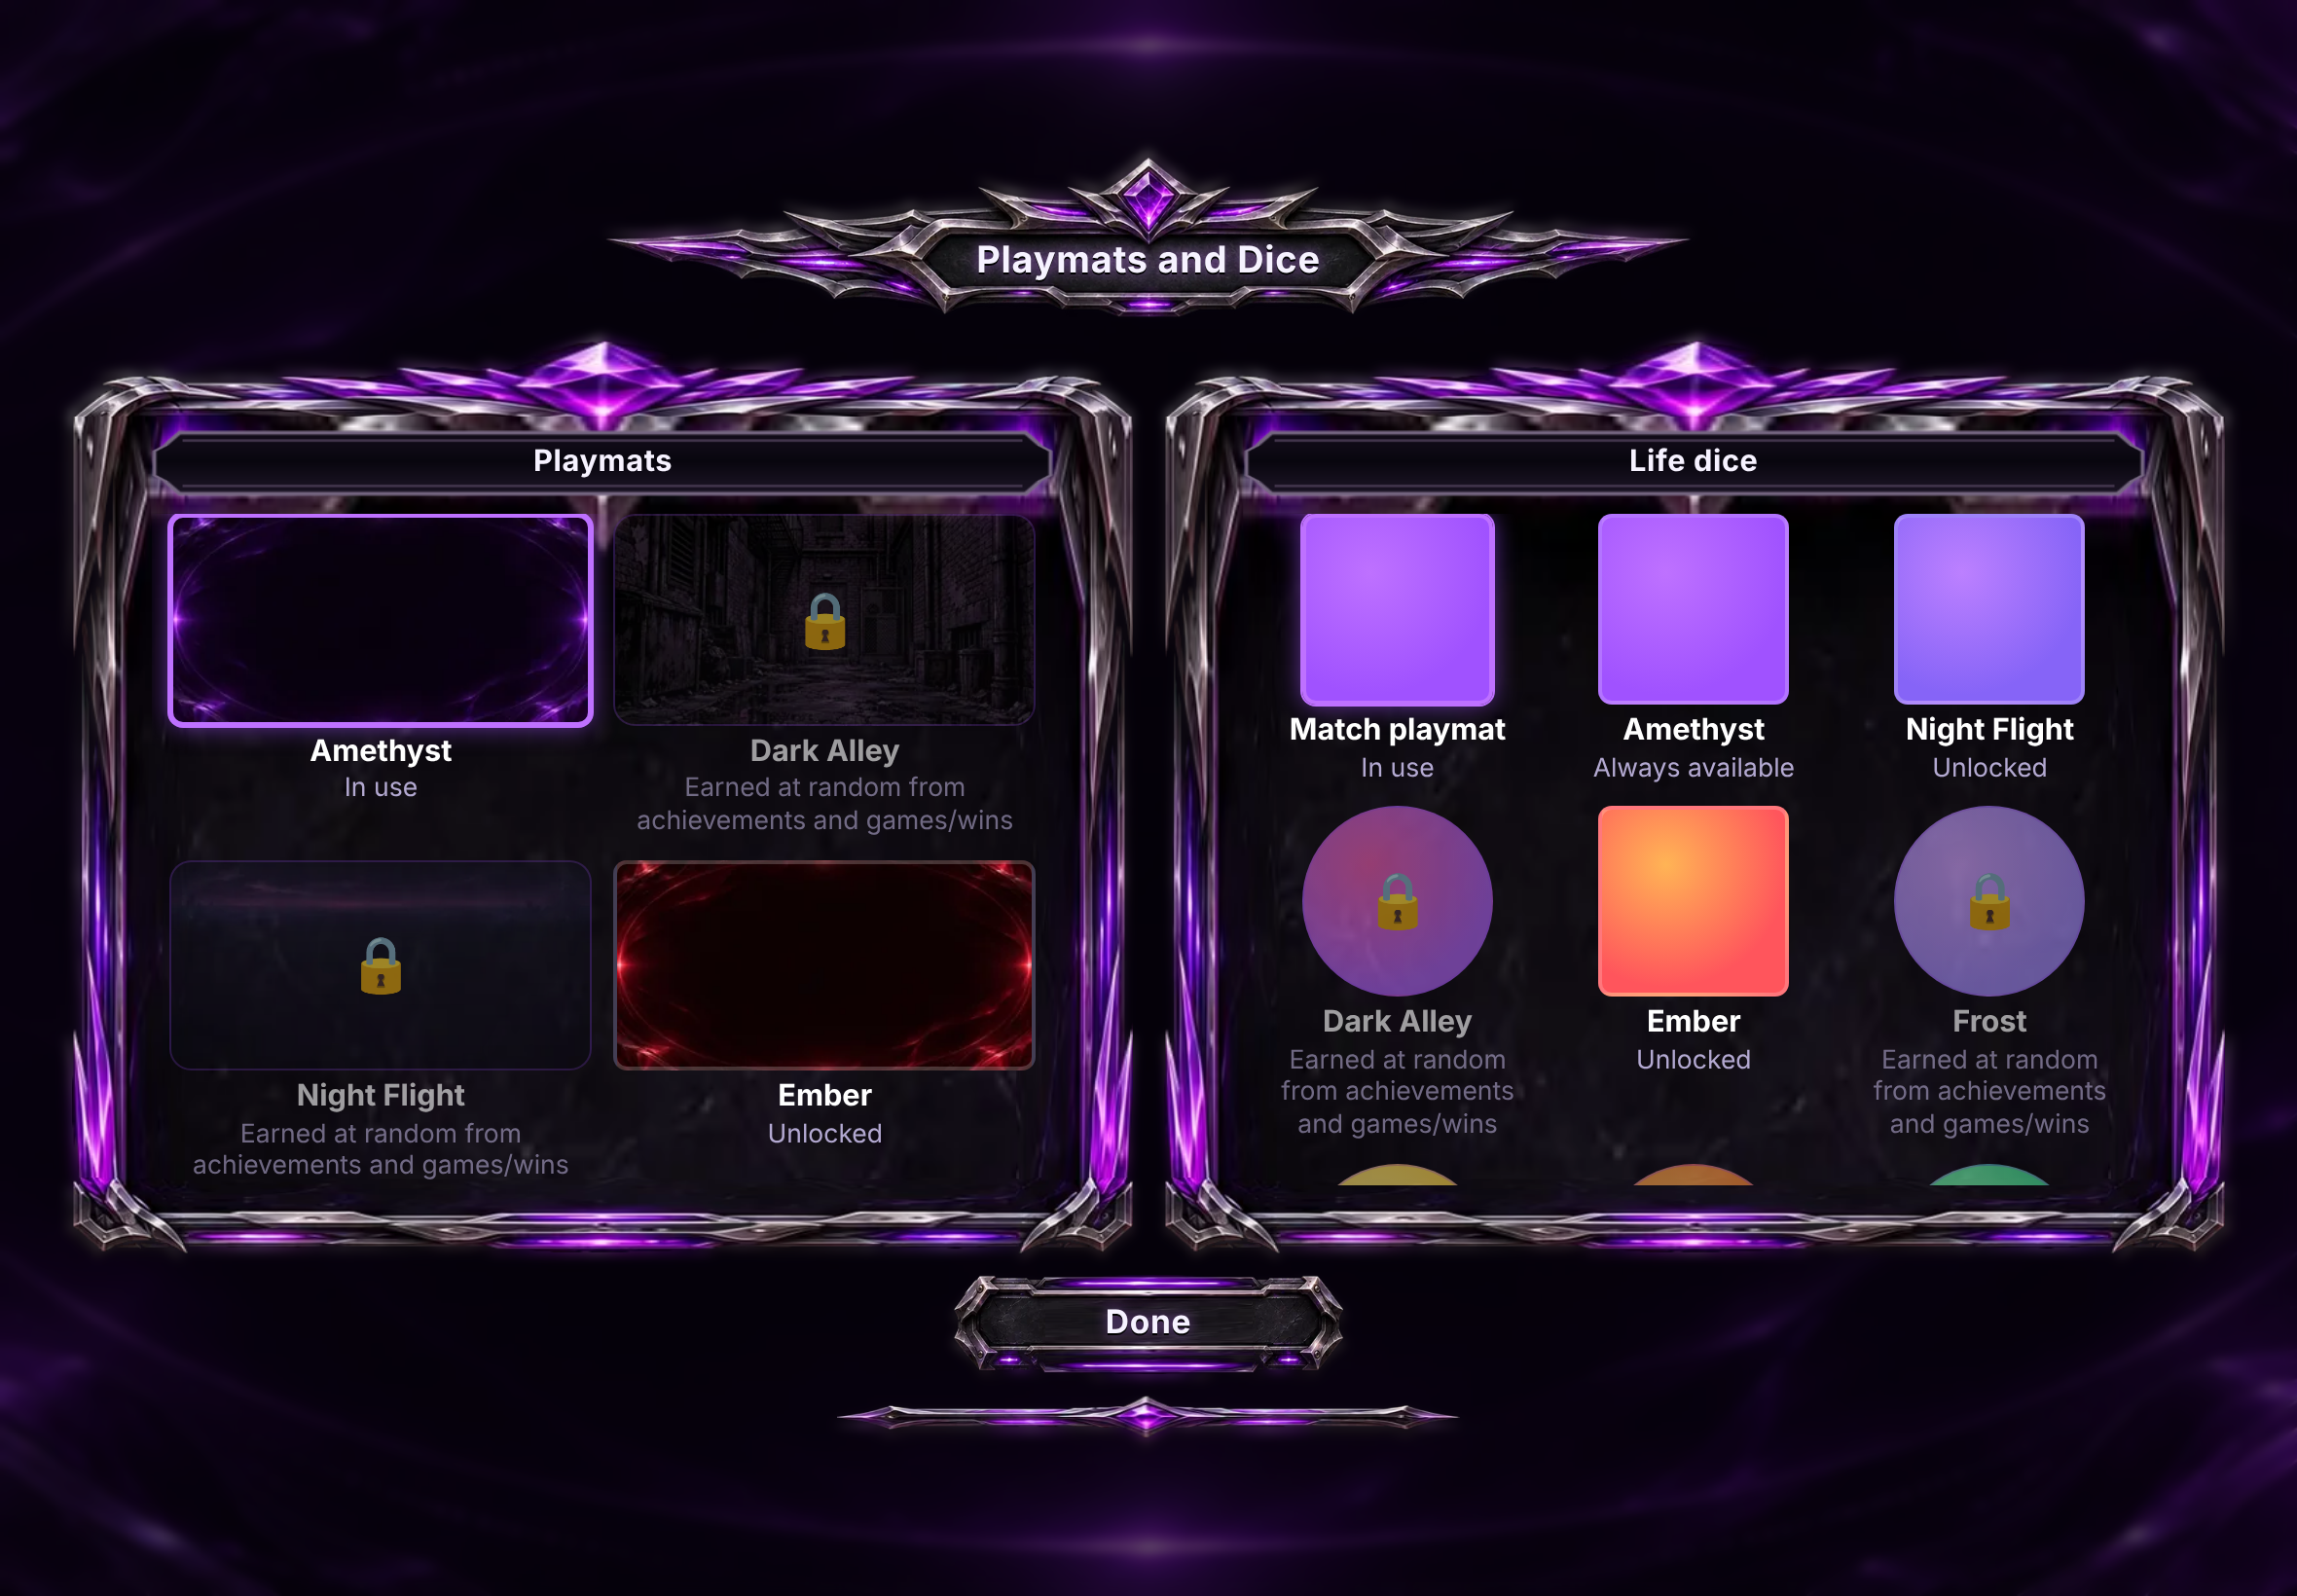 Playmats and Dice
Playmats
Amethyst
In use
Dark Alley
Earned at random from
achievements and games/wins
Night Flight
Earned at random from
achievements and games/wins
Ember
Unlocked
Life dice
Match playmat
In use
Amethyst
Always available
Night Flight
Unlocked
Dark Alley
Earned at random
from achievements
and games/wins
Ember
Unlocked
Frost
Earned at random
from achievements
and games/wins
Done